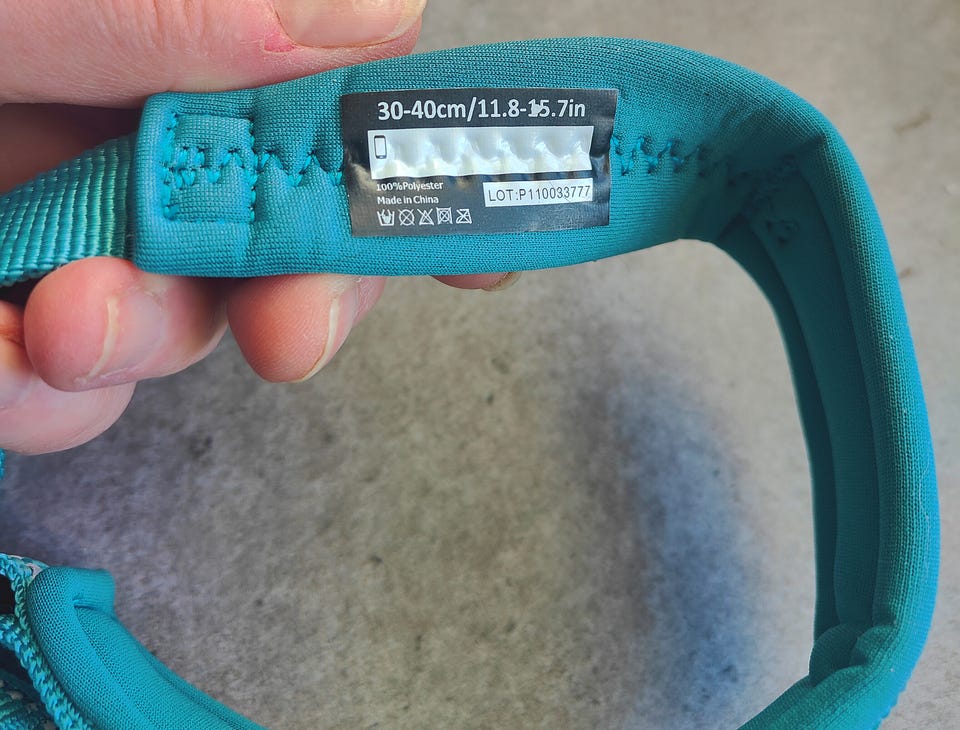 30-40cm/11.8-15.7in
100%Polyester
Made in China
LOT:P110033777